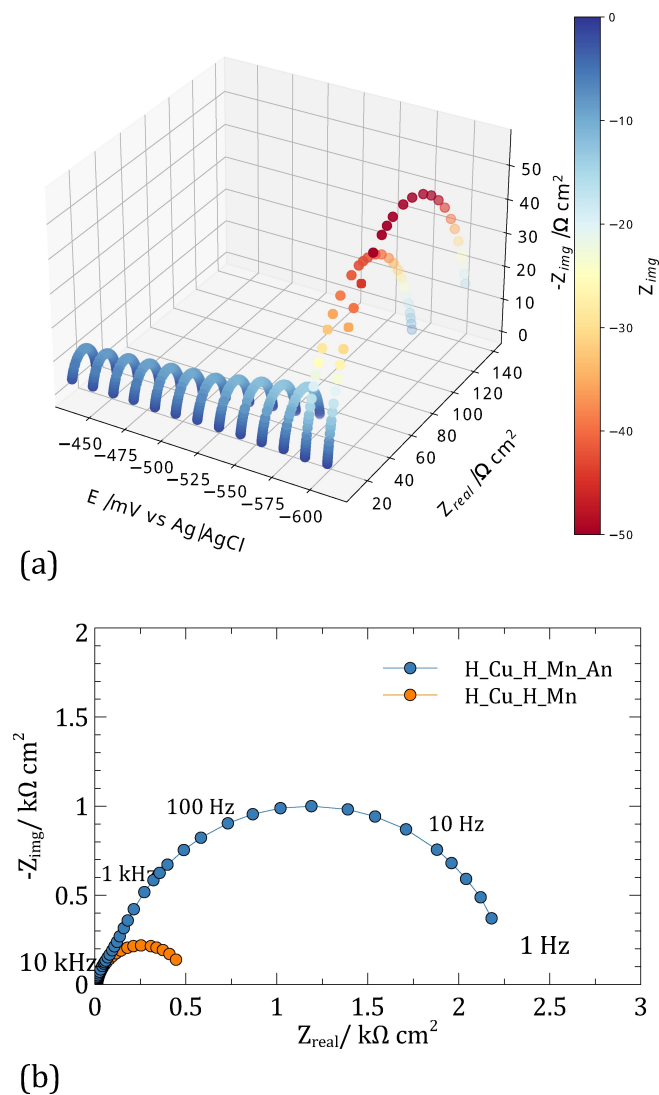 0
−10
−20
−30
−40
−50
Z_img
50
40
30
20
10
0
-Z_img /Ω cm²
140
120
100
80
60
40
20
Z_real /Ω cm²
−450
−475
−500
−525
−550
−575
−600
E /mV vs Ag|AgCl
(a)
2
1.5
1
0.5
0
-Z_img/ kΩ cm²
H_Cu_H_Mn_An
H_Cu_H_Mn
100 Hz
10 Hz
1 kHz
1 Hz
10 kHz
0 0.5 1 1.5 2 2.5 3
Z_real/ kΩ cm²
(b)